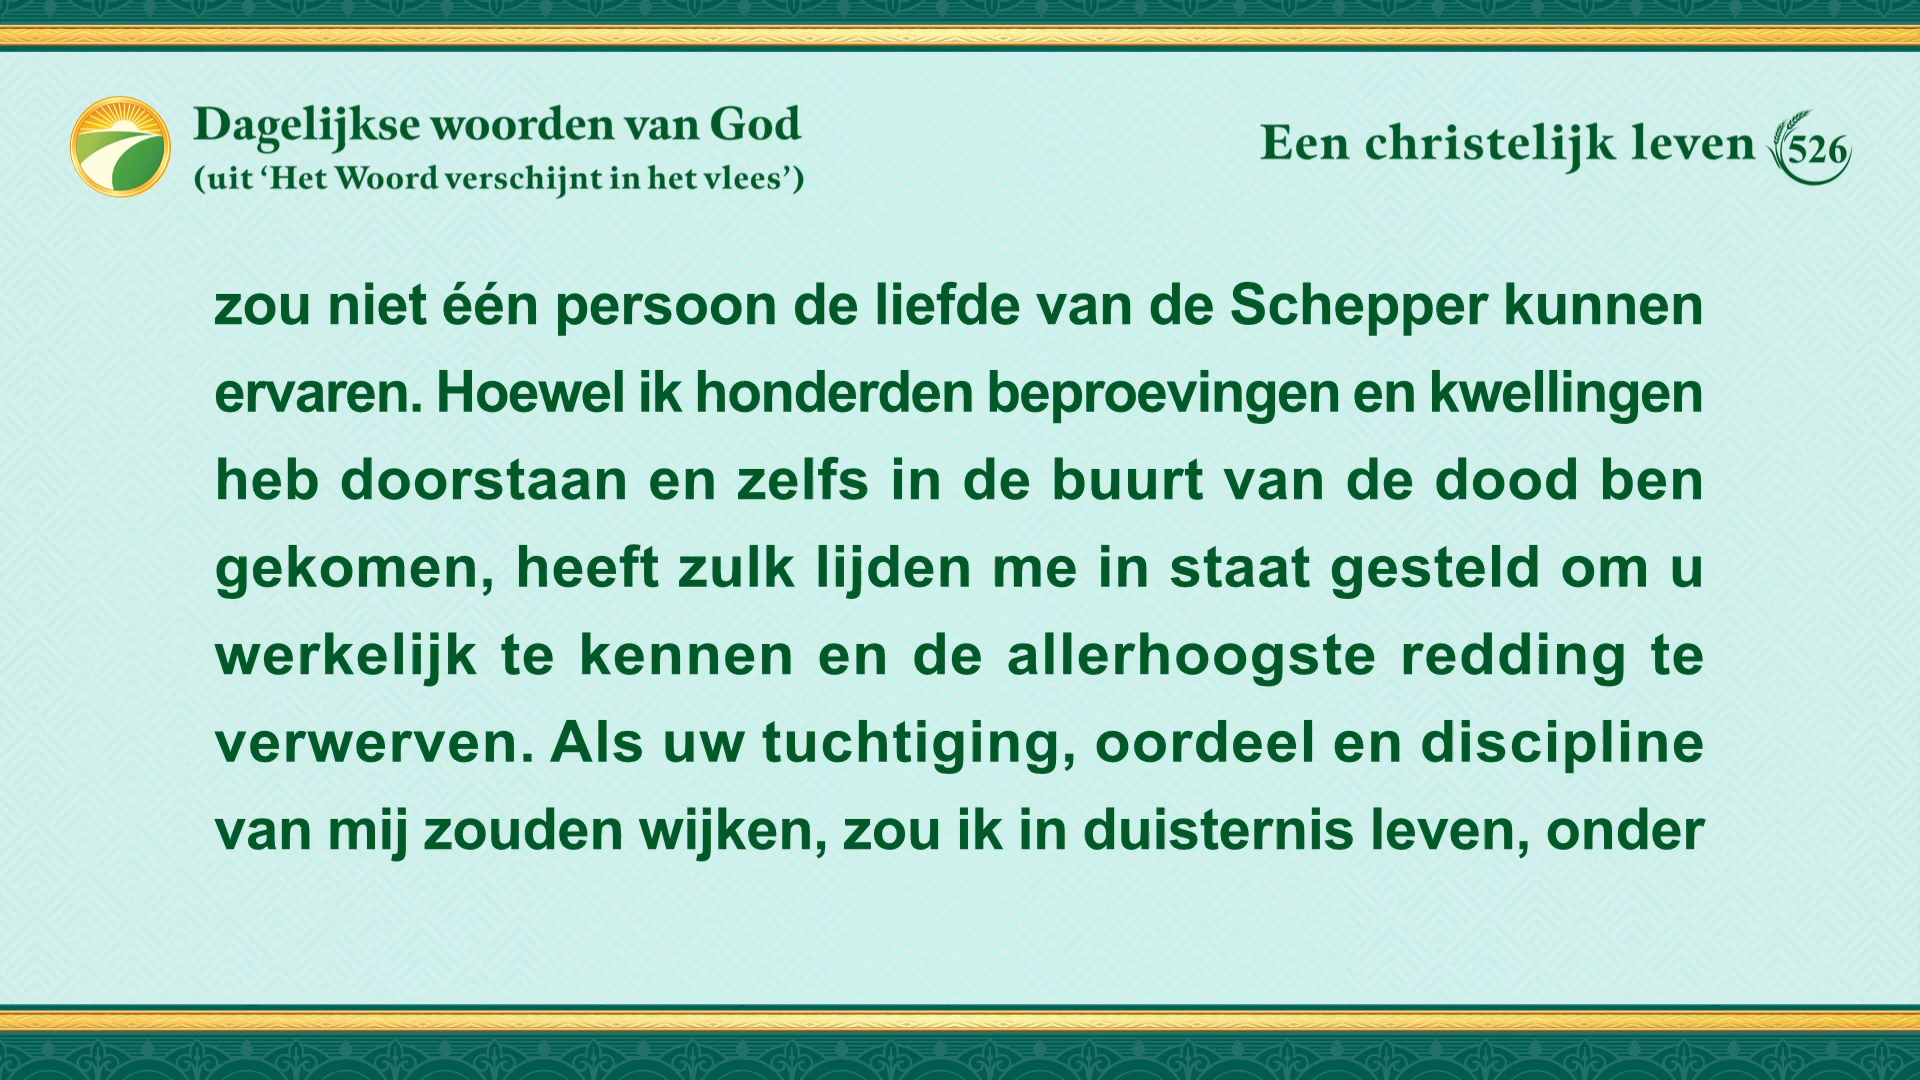 Dagelijkse woorden van God
(uit ‘Het Woord verschijnt in het vlees’)
Een christelijk leven 526
zou niet één persoon de liefde van de Schepper kunnen
ervaren. Hoewel ik honderden beproevingen en kwellingen
heb doorstaan en zelfs in de buurt van de dood ben
gekomen, heeft zulk lijden me in staat gesteld om u
werkelijk te kennen en de allerhoogste redding te
verwerven. Als uw tuchtiging, oordeel en discipline
van mij zouden wijken, zou ik in duisternis leven, onder